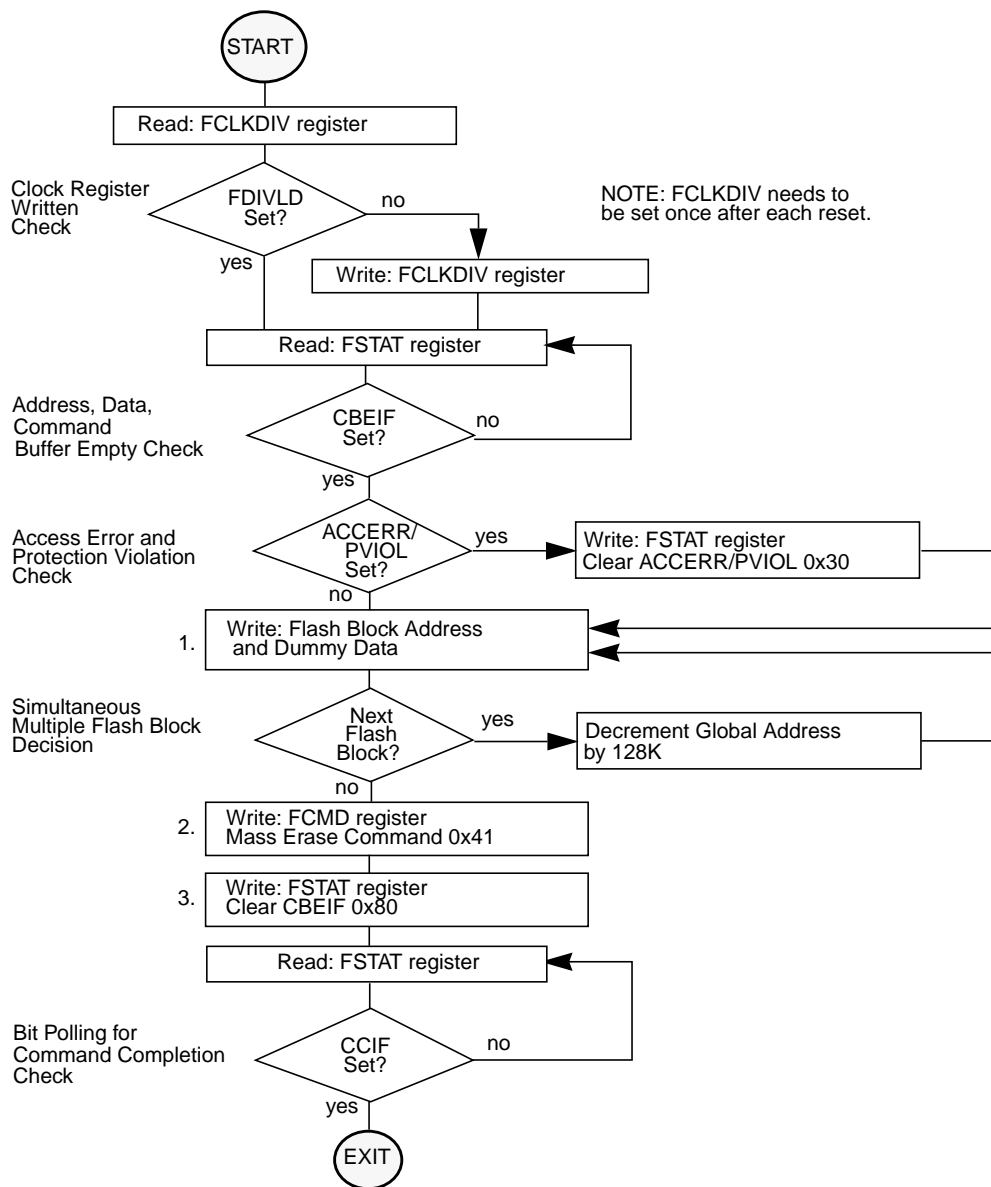 START
Read: FCLKDIV register
Clock Register
Written
Check
FDIVLD
Set?
no
NOTE: FCLKDIV needs to
be set once after each reset.
yes
Write: FCLKDIV register
Read: FSTAT register
Address, Data,
Command
Buffer Empty Check
CBEIF
Set?
no
yes
Access Error and
Protection Violation
Check
ACCERR/
PVIOL
Set?
yes
Write: FSTAT register
Clear ACCERR/PVIOL 0x30
no
1.
Write: Flash Block Address
and Dummy Data
Simultaneous
Multiple Flash Block
Decision
Next
Flash
Block?
yes
Decrement Global Address
by 128K
no
2.
Write: FCMD register
Mass Erase Command 0x41
3.
Write: FSTAT register
Clear CBEIF 0x80
Read: FSTAT register
Bit Polling for
Command Completion
Check
CCIF
Set?
no
yes
EXIT